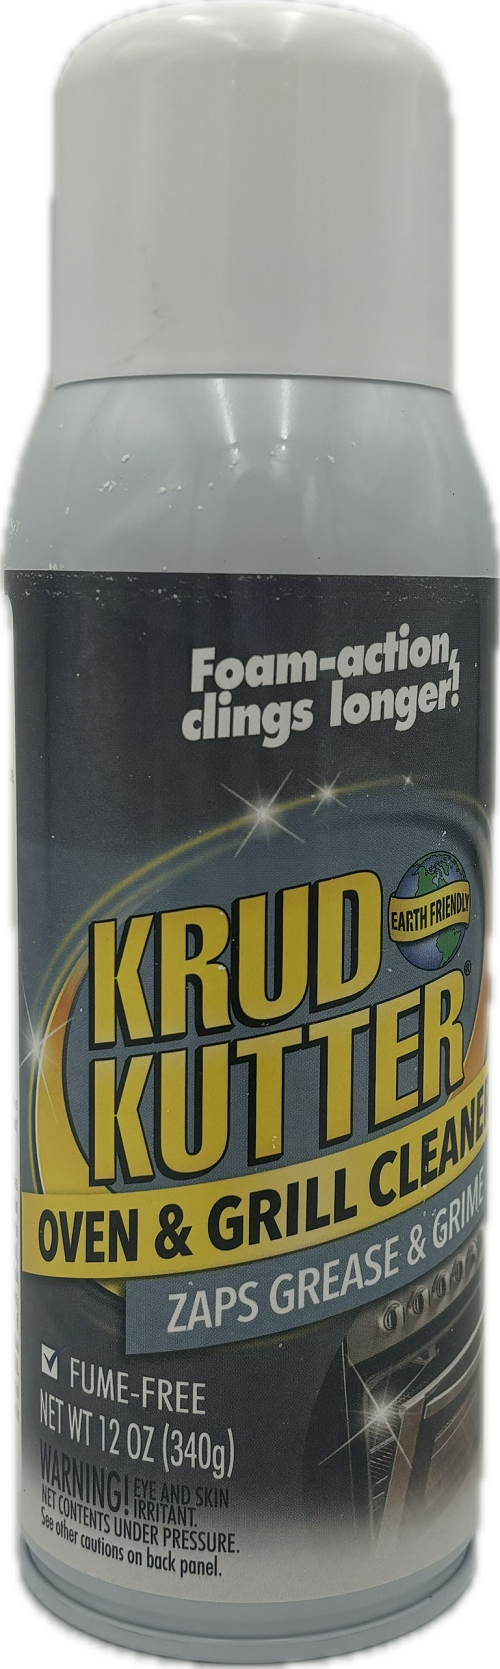 Foam-action,
clings longer!
KRUD
EARTH FRIENDLY
KUTTER®
OVEN & GRILL CLEANER
ZAPS GREASE & GRIME
FUME-FREE
NET WT 12 OZ (340g)
WARNING! EYE AND SKIN
IRRITANT.
NET CONTENTS UNDER PRESSURE.
See other cautions on back panel.